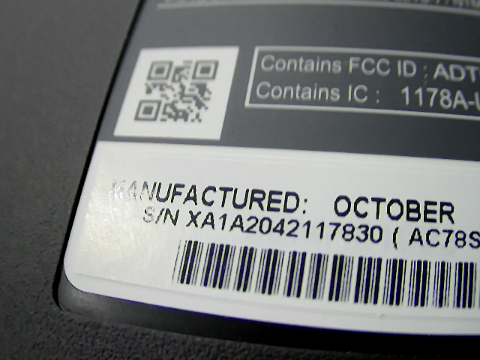 Contains FCC ID : ADT
Contains IC : 1178A-U
MANUFACTURED: OCTOBER
S/N XA1A2042117830 ( AC78S